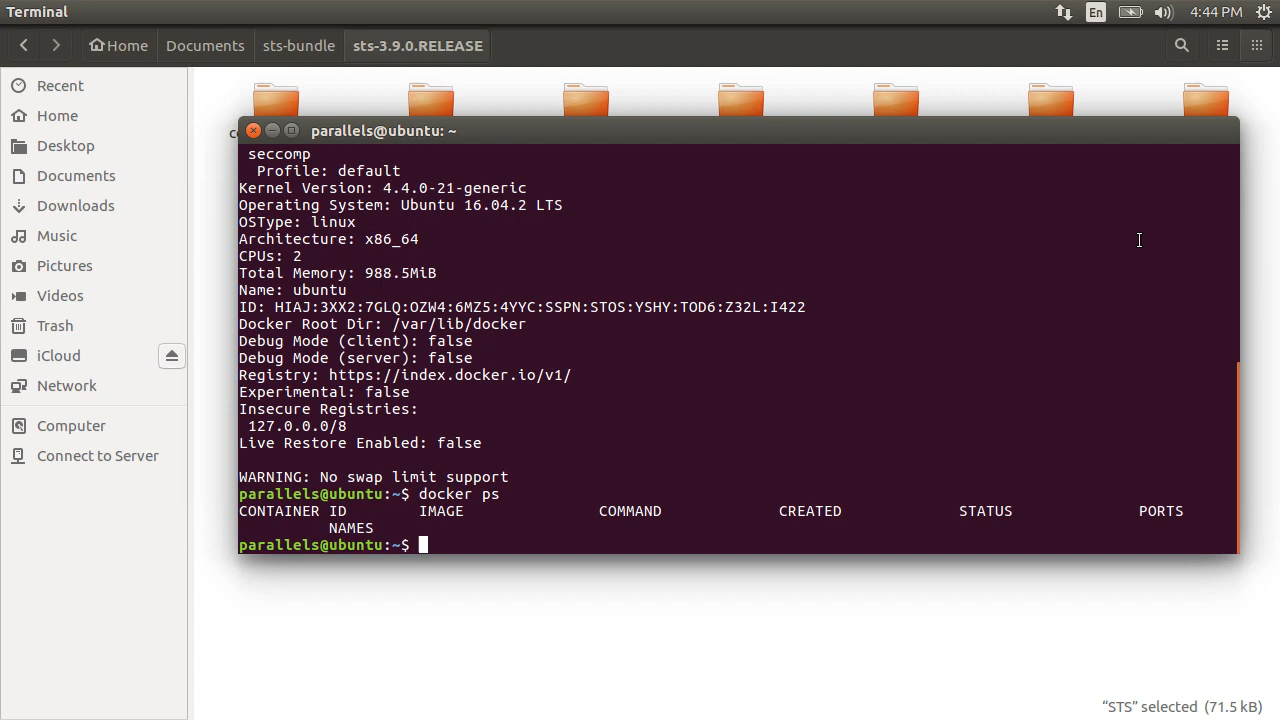 Terminal
En
4:44 PM
Home
Documents
sts-bundle
sts-3.9.0.RELEASE
Recent
Home
Desktop
Documents
Downloads
Music
Pictures
Videos
Trash
iCloud
Network
Computer
Connect to Server
parallels@ubuntu: ~
seccomp
Profile: default
Kernel Version: 4.4.0-21-generic
Operating System: Ubuntu 16.04.2 LTS
OSType: linux
Architecture: x86_64
CPUs: 2
Total Memory: 988.5MiB
Name: ubuntu
ID: HIAJ:3XX2:7GLQ:OZW4:6MZ5:4YYC:SSPN:STOS:YSHY:TOD6:Z32L:I422
Docker Root Dir: /var/lib/docker
Debug Mode (client): false
Debug Mode (server): false
Registry: https://index.docker.io/v1/
Experimental: false
Insecure Registries:
127.0.0.0/8
Live Restore Enabled: false
WARNING: No swap limit support
parallels@ubuntu:~$ docker ps
CONTAINER ID IMAGE COMMAND CREATED STATUS PORTS
NAMES
parallels@ubuntu:~$
“STS” selected (71.5 kB)